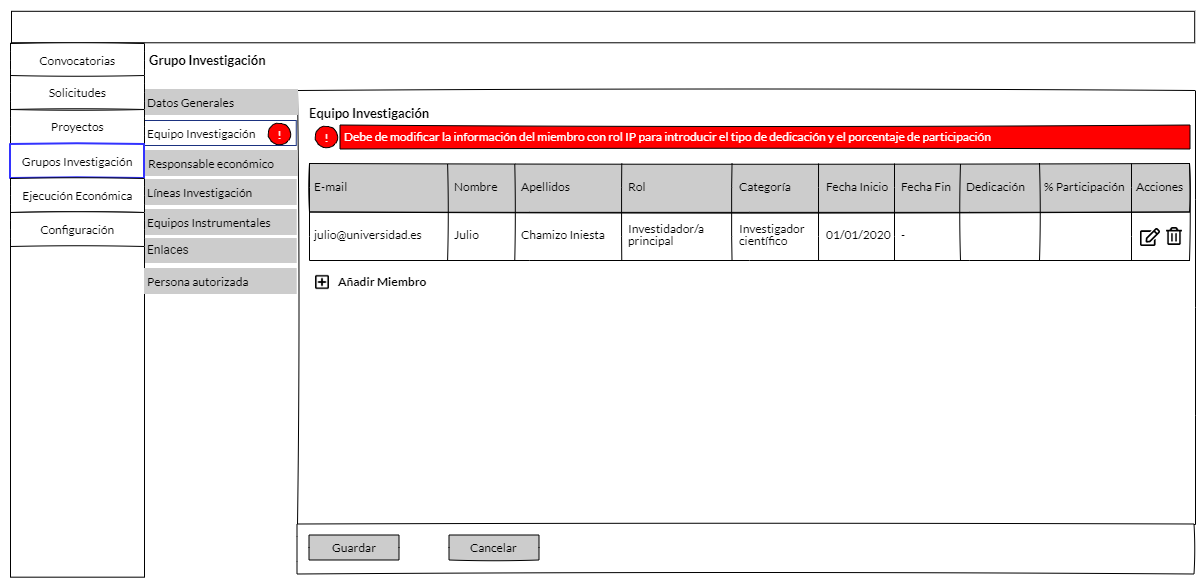 Convocatorias
Solicitudes
Proyectos
Grupos Investigación
Ejecución Económica
Configuración
Grupo Investigación
Datos Generales
Equipo Investigación !
Responsable económico
Líneas Investigación
Equipos Instrumentales
Enlaces
Persona autorizada
Equipo Investigación
! Debe de modificar la información del miembro con rol IP para introducir el tipo de dedicación y el porcentaje de participación
E-mail Nombre Apellidos Rol Categoría Fecha Inicio Fecha Fin Dedicación % Participación Acciones
julio@universidad.es Julio Chamizo Iniesta Investidador/a principal Investigador científico 01/01/2020 -
Añadir Miembro
Guardar Cancelar